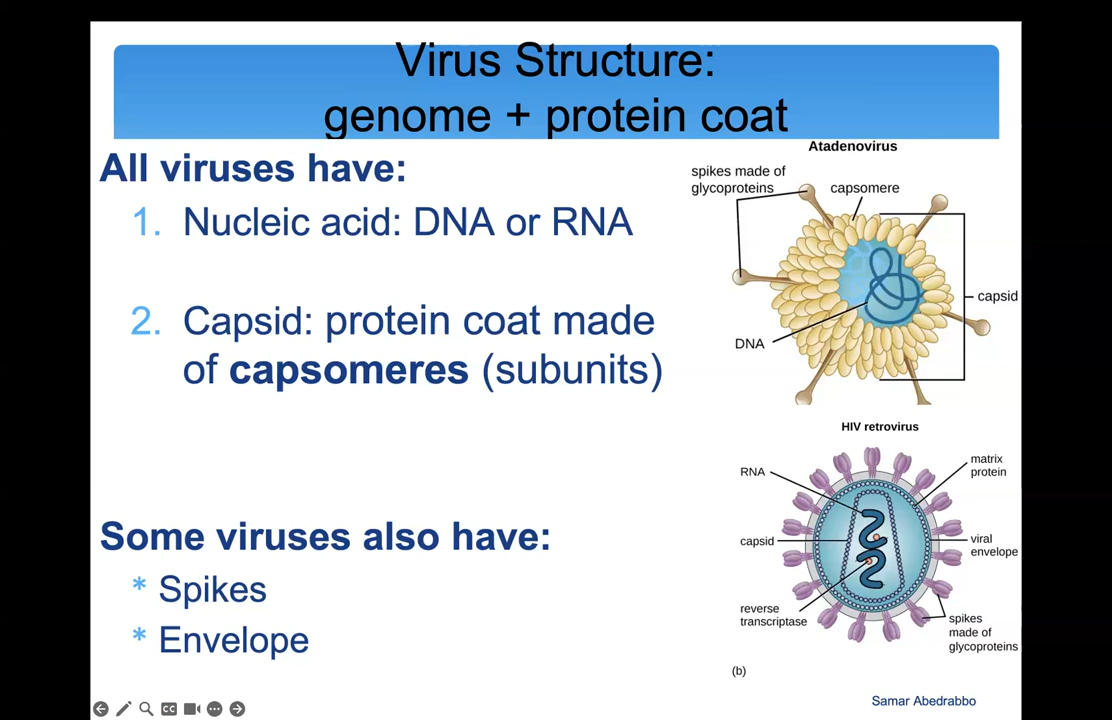 Virus Structure:
genome + protein coat
All viruses have:
1. Nucleic acid: DNA or RNA
2. Capsid: protein coat made
of capsomeres (subunits)
Some viruses also have:
* Spikes
* Envelope
Atadenovirus
spikes made of
glycoproteins
capsomere
capsid
DNA
HIV retrovirus
RNA
matrix
protein
capsid
viral
envelope
reverse
transcriptase
spikes
made of
glycoproteins
(b)
CC
Samar Abedrabbo